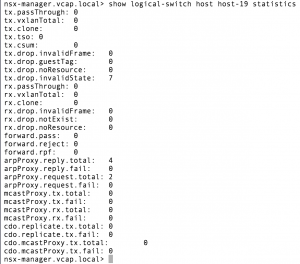 nsx-manager.vcap.local> show logical-switch host host-19 statistics
tx.passThrough: 0
tx.vxlanTotal: 0
tx.clone: 0
tx.tso: 0
tx.csum: 0
tx.drop.invalidFrame: 0
tx.drop.guestTag: 0
tx.drop.noResource: 0
tx.drop.invalidState: 7
rx.passThrough: 0
rx.vxlanTotal: 0
rx.clone: 0
rx.drop.invalidFrame: 0
rx.drop.notExist: 0
rx.drop.noResource: 0
forward.pass: 0
forward.reject: 0
forward.rpf: 0
arpProxy.reply.total: 4
arpProxy.reply.fail: 0
arpProxy.request.total: 2
arpProxy.request.fail: 0
mcastProxy.tx.total: 0
mcastProxy.tx.fail: 0
mcastProxy.rx.total: 0
mcastProxy.rx.fail: 0
cdo.replicate.tx.total: 0
cdo.replicate.tx.fail: 0
cdo.mcastProxy.tx.total: 0
cdo.mcastProxy.tx.fail: 0
nsx-manager.vcap.local>